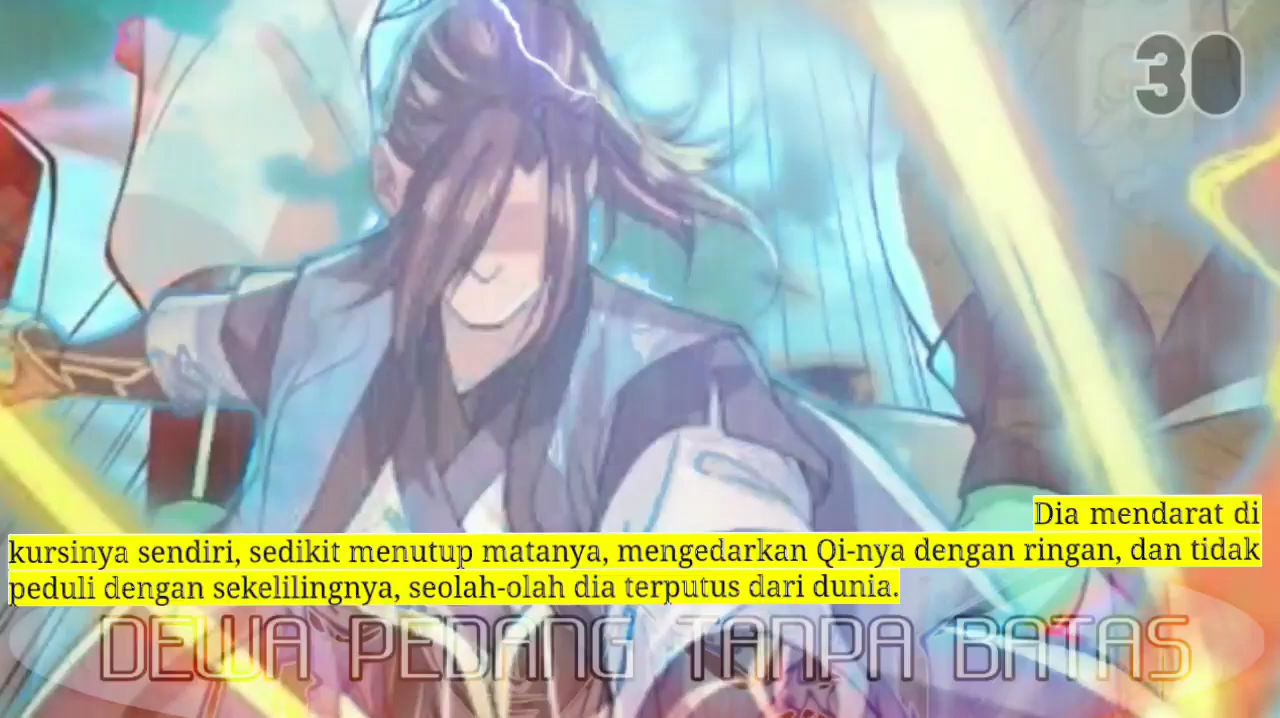 30
Dia mendarat di
kursinya sendiri, sedikit menutup matanya, mengedarkan Qi-nya dengan ringan, dan tidak
peduli dengan sekelilingnya, seolah-olah dia terputus dari dunia.
DEWA PEDANG TANPA BATAS